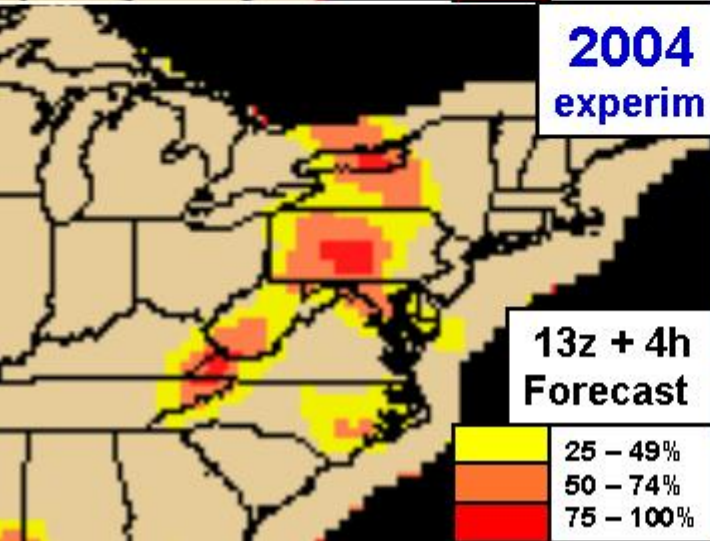 2004
experim
13z + 4h
Forecast
25 – 49%
50 – 74%
75 – 100%